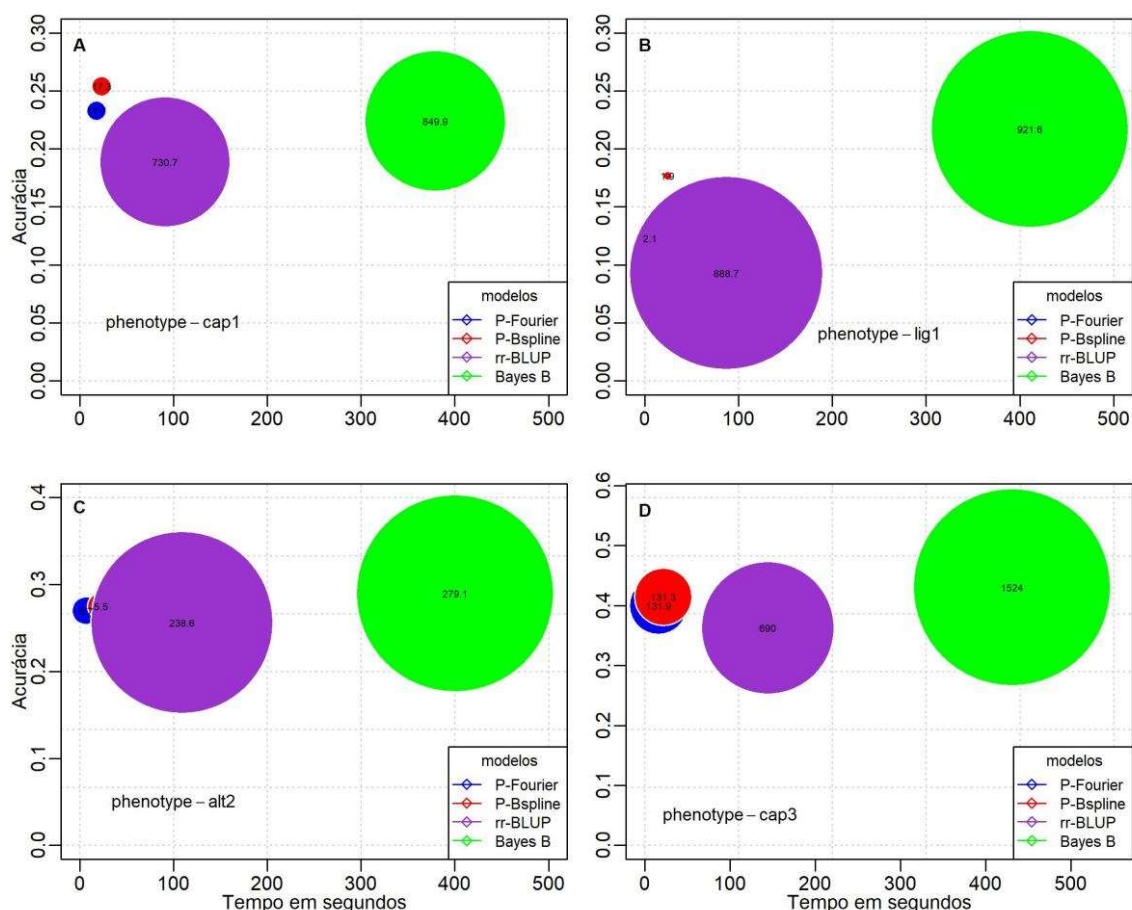 A
Acurácia
0.30
0.25
0.20
0.15
0.10
0.05
0.00
730.7
849.9
phenotype – cap1
modelos
P-Fourier
P-Bspline
rr-BLUP
Bayes B
0 100 200 300 400 500
B
0.30
0.25
0.20
0.15
0.10
0.05
0.00
2.1
888.7
921.6
phenotype – lig1
modelos
P-Fourier
P-Bspline
rr-BLUP
Bayes B
0 100 200 300 400 500
C
Acurácia
0.4
0.3
0.2
0.1
0.0
238.6
279.1
phenotype – alt2
modelos
P-Fourier
P-Bspline
rr-BLUP
Bayes B
0 100 200 300 400 500
Tempo em segundos
D
0.6
0.5
0.4
0.3
0.2
0.1
0.0
131.3
131.9
690
1524
phenotype – cap3
modelos
P-Fourier
P-Bspline
rr-BLUP
Bayes B
0 100 200 300 400 500
Tempo em segundos